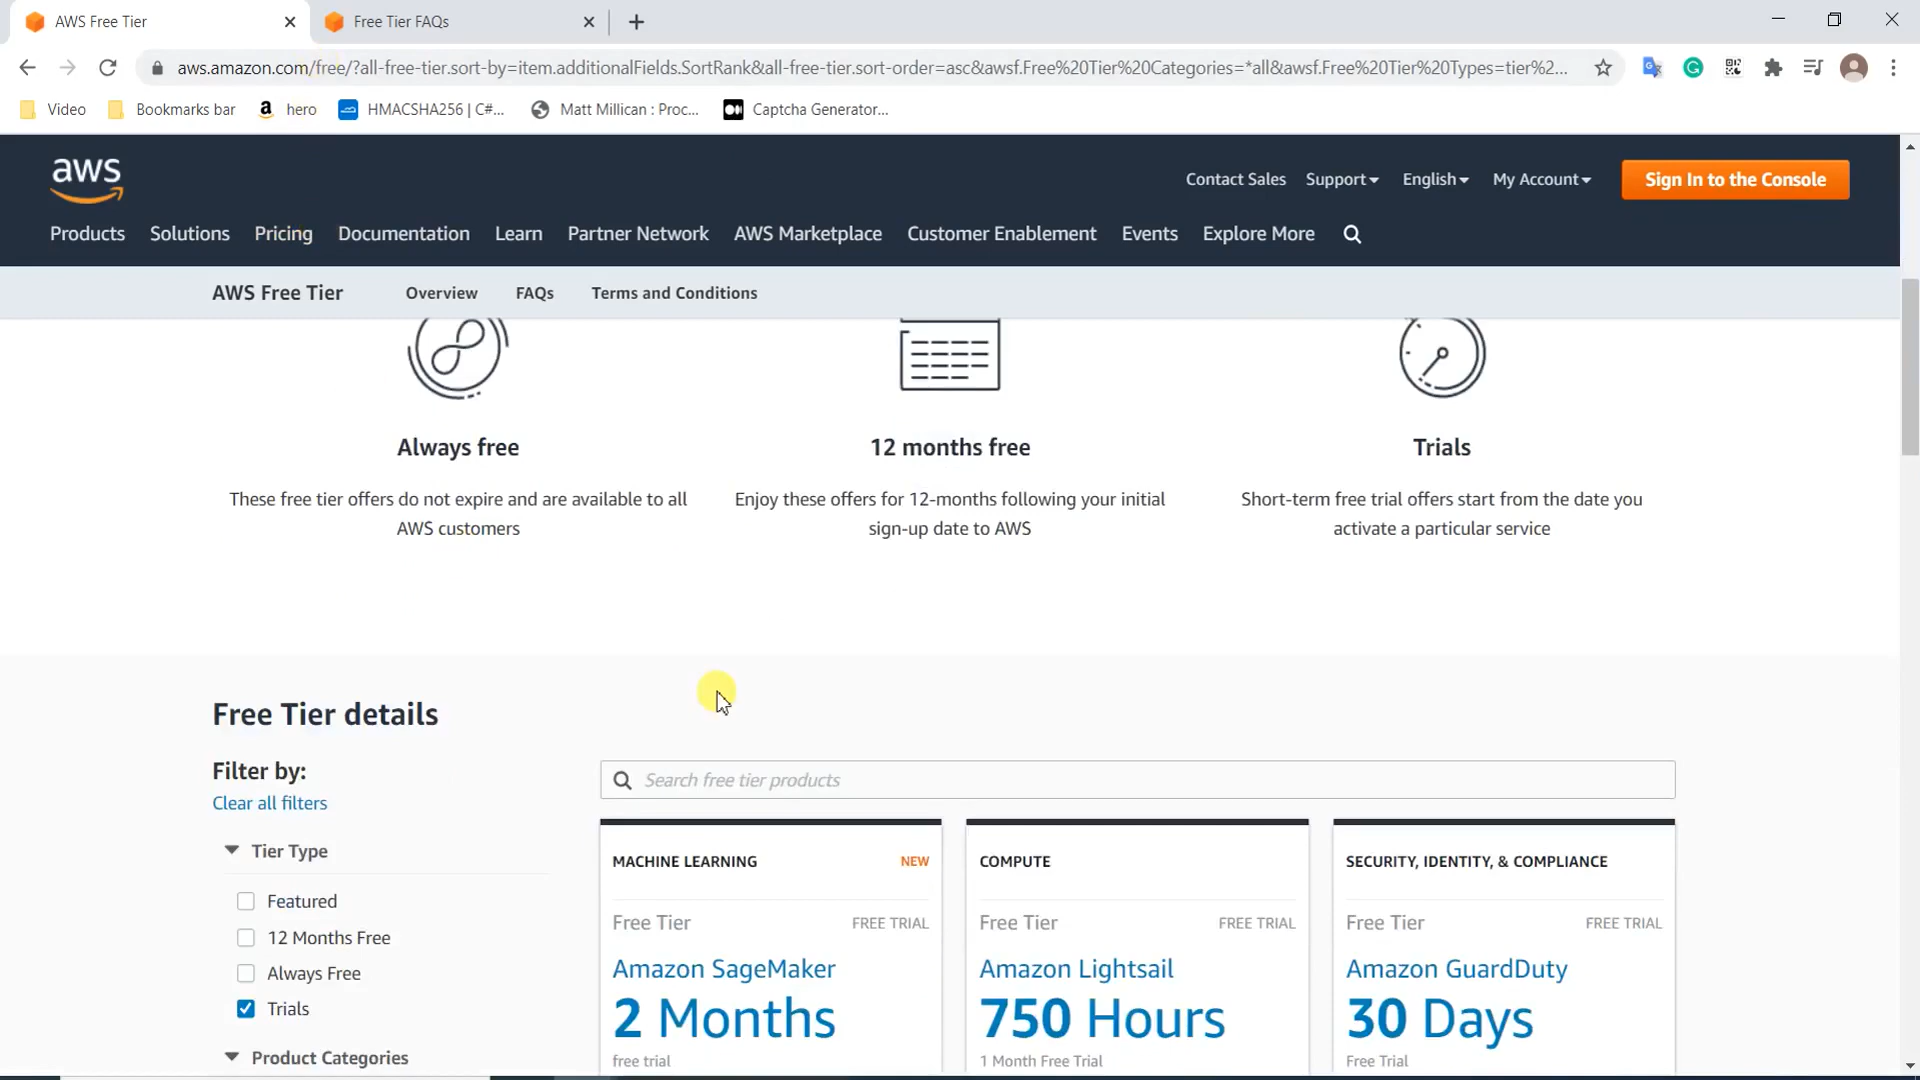 AWS Free Tier
Free Tier FAQs
aws.amazon.com/free/?all-free-tier.sort-by=item.additionalFields.SortRank&all-free-tier.sort-order=asc&awsf.Free%20Tier%20Categories=*all&awsf.Free%20Tier%20Types=tier%2...
Video
Bookmarks bar
hero
HMACSHA256 | C#...
Matt Millican : Proc...
Captcha Generator...
aws
Contact Sales
Support
English
My Account
Sign In to the Console
Products
Solutions
Pricing
Documentation
Learn
Partner Network
AWS Marketplace
Customer Enablement
Events
Explore More
AWS Free Tier
Overview
FAQs
Terms and Conditions
Always free
These free tier offers do not expire and are available to all
AWS customers
12 months free
Enjoy these offers for 12-months following your initial
sign-up date to AWS
Trials
Short-term free trial offers start from the date you
activate a particular service
Free Tier details
Filter by:
Clear all filters
Tier Type
Featured
12 Months Free
Always Free
Trials
Product Categories
Search free tier products
MACHINE LEARNING
NEW
Free Tier
FREE TRIAL
Amazon SageMaker
2 Months
free trial
COMPUTE
Free Tier
FREE TRIAL
Amazon Lightsail
750 Hours
1 Month Free Trial
SECURITY, IDENTITY, & COMPLIANCE
Free Tier
FREE TRIAL
Amazon GuardDuty
30 Days
Free Trial